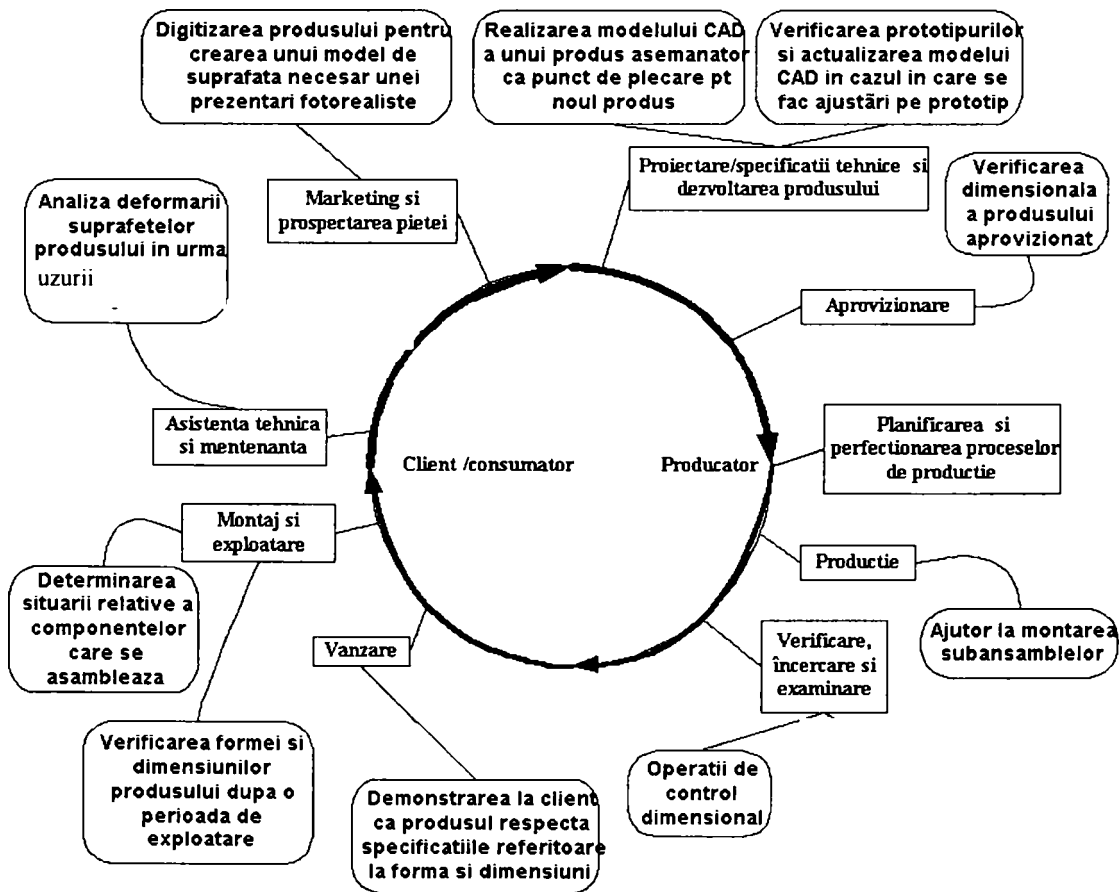 Digitizarea produsului pentru
crearea unui model de
suprafata necesar unei
prezentari fotorealiste
Realizarea modelului CAD
a unui produs asemanator
ca punct de plecare pt
noul produs
Verificarea prototipurilor
si actualizarea modelui
CAD in cazul in care se
fac ajustãri pe prototip
Marketing si
prospectarea pietei
Proiectare/specificatii tehnice si
dezvoltarea produsului
Verificarea
dimensionala
a produsului
aprovizionat
Analiza deformarii
suprafetelor
produsului in urma
uzurii
Aprovizionare
Asistenta tehnica
si mentenanta
Client /consumator
Producator
Planificarea si
perfectionarea proceselor
de productie
Montaj si
exploatare
Productie
Determinarea
situarii relative a
componentelor
care se
asambleaza
Vanzare
Verificare,
încercare si
examinare
Ajutor la montarea
subansamblelor
Verificarea formei si
dimensiunilor
produsului dupa o
perioada de
exploatare
Demonstrarea la client
ca produsul respecta
specificatiile referitoare
la forma si dimensiuni
Operatii de
control
dimensional